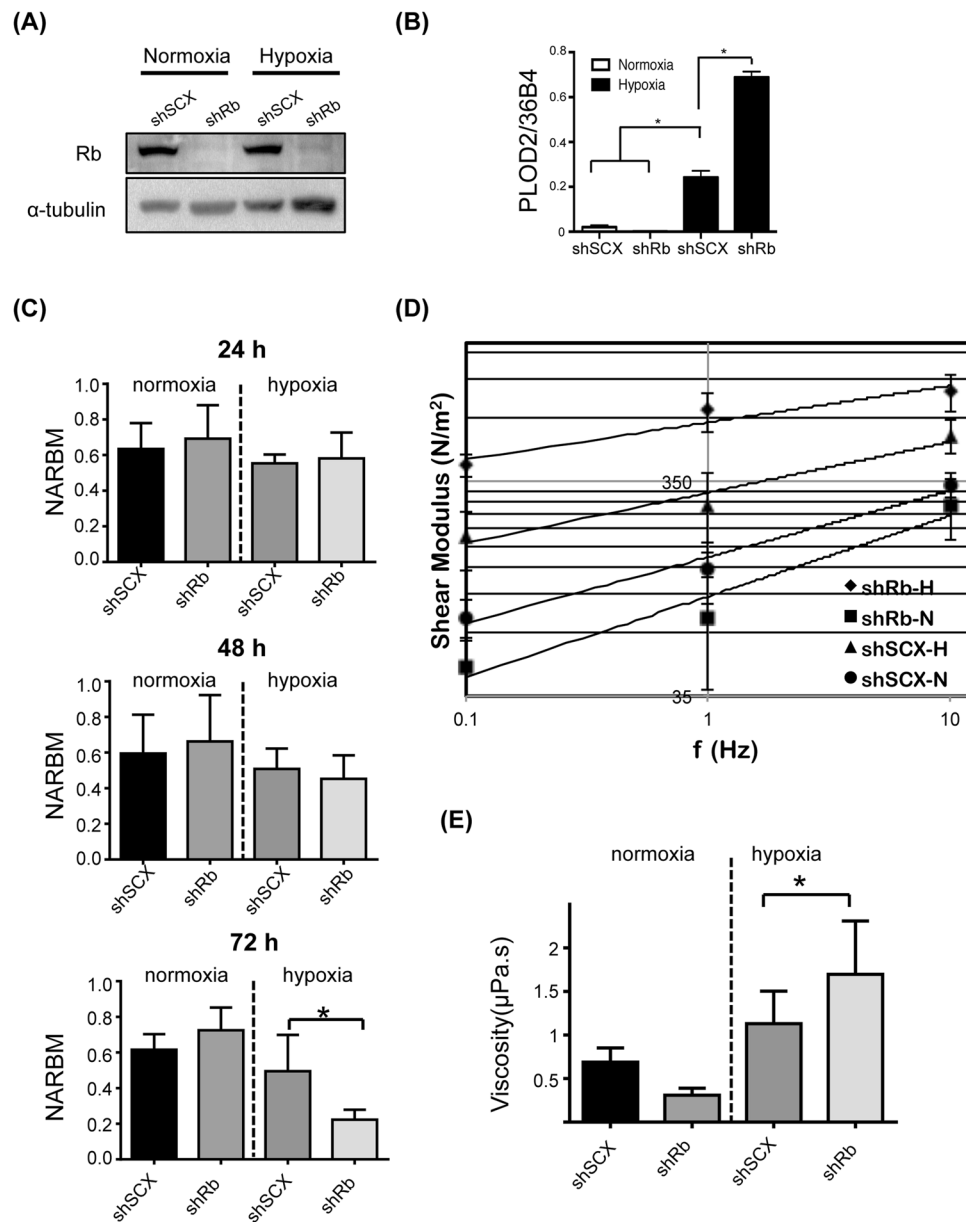 (A)
Normoxia Hypoxia
shSCX shRb shSCX shRb
Rb
α-tubulin
(B)
PLOD2/36B4
0.8
0.6
0.4
0.2
0
Normoxia
Hypoxia
*
*
shSCX shRb shSCX shRb
(C)
24 h
normoxia hypoxia
NARBM
1.0
0.8
0.6
0.4
0.2
0.0
shSCX shRb shSCX shRb
48 h
normoxia hypoxia
NARBM
1.0
0.8
0.6
0.4
0.2
0.0
shSCX shRb shSCX shRb
72 h
normoxia hypoxia
NARBM
1.0
0.8
0.6
0.4
0.2
0.0
*
shSCX shRb shSCX shRb
(D)
Shear Modulus (N/m²)
350
35
shRb-H
shRb-N
shSCX-H
shSCX-N
0.1 1 10
f (Hz)
(E)
normoxia hypoxia
*
Viscosity(µPa.s)
2
1.5
1
0.5
shSCX shRb shSCX shRb